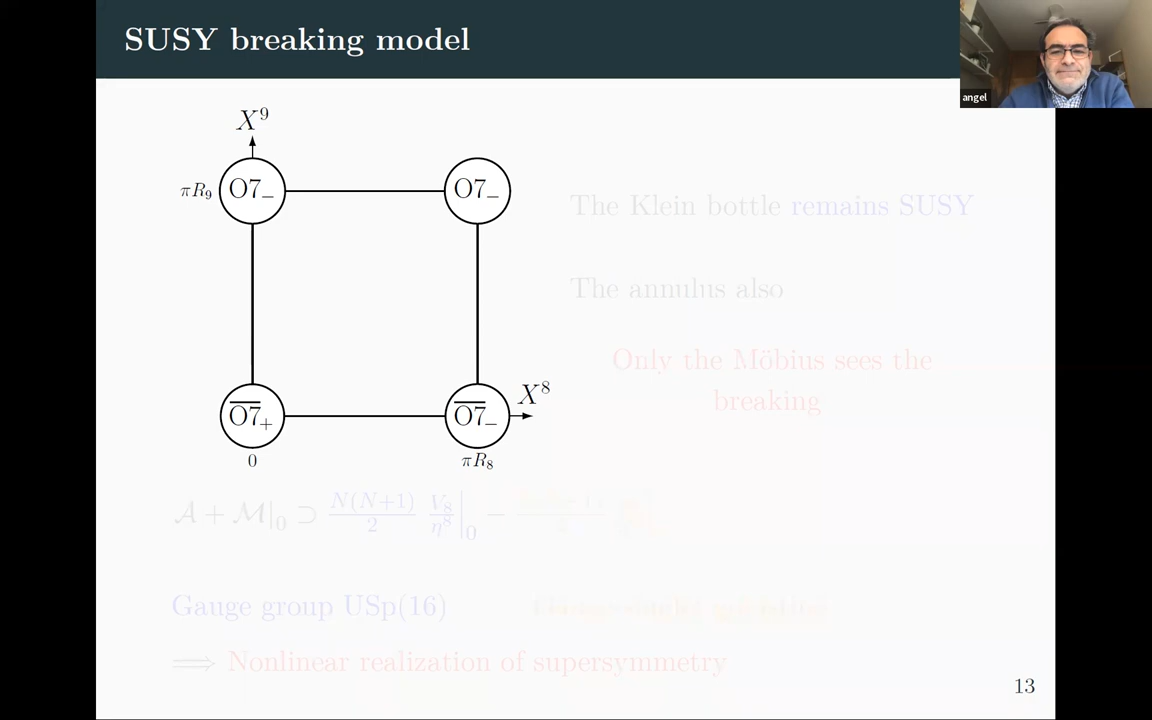 SUSY breaking model
angel
X⁹
πR₉
O7₋
O7₋
The Klein bottle remains SUSY
The annulus also
Only the Möbius sees the
breaking
X⁸
O7̅₊
O7̅₋
0
πR₈
𝒜 + ℳ|₀ ⊃ N(N+1)/2 V₈/η⁸|₀ −
Gauge group USp(16)
⟹ Nonlinear realization of supersymmetry
13